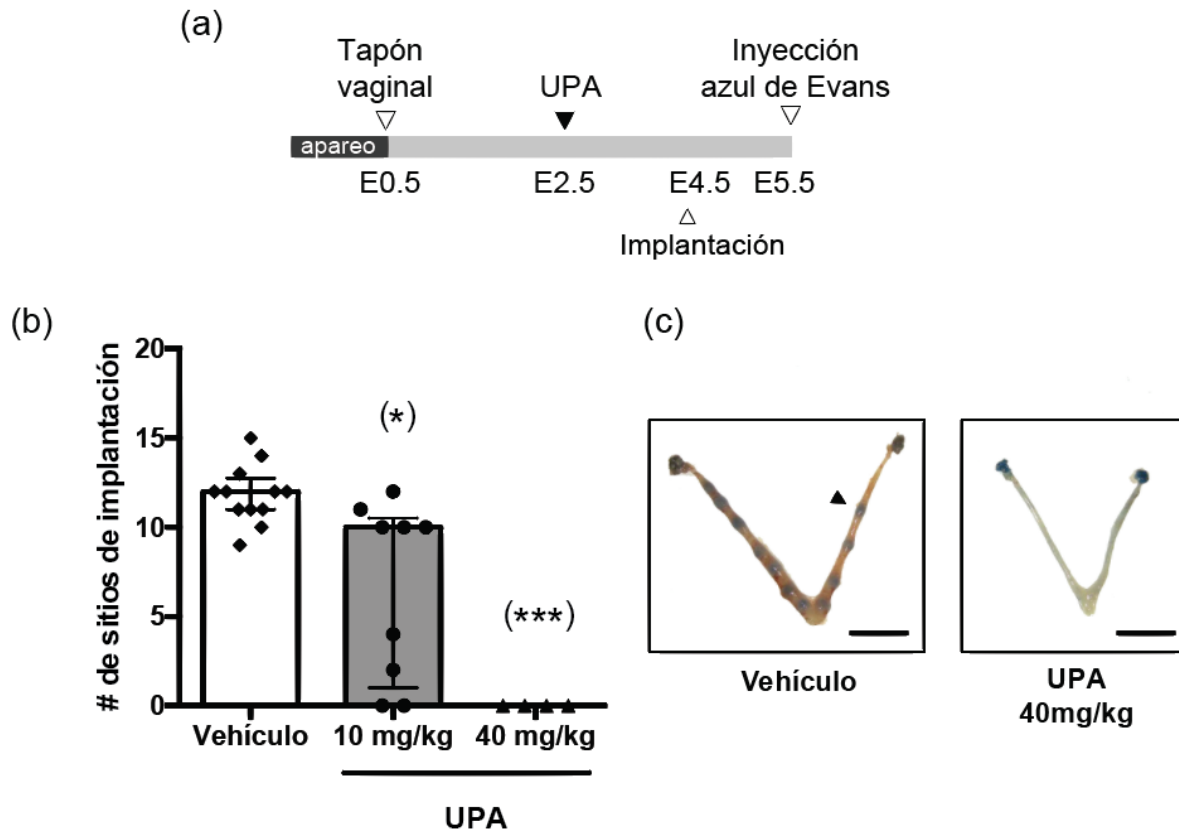 (a)
Tapón
vaginal
UPA
Inyección
azul de Evans
apareo
E0.5
E2.5
E4.5
E5.5
Implantación
(b)
# de sitios de implantación
20
15
10
5
0
(*)
(***)
Vehículo
10 mg/kg
40 mg/kg
UPA
(c)
Vehículo
UPA
40mg/kg